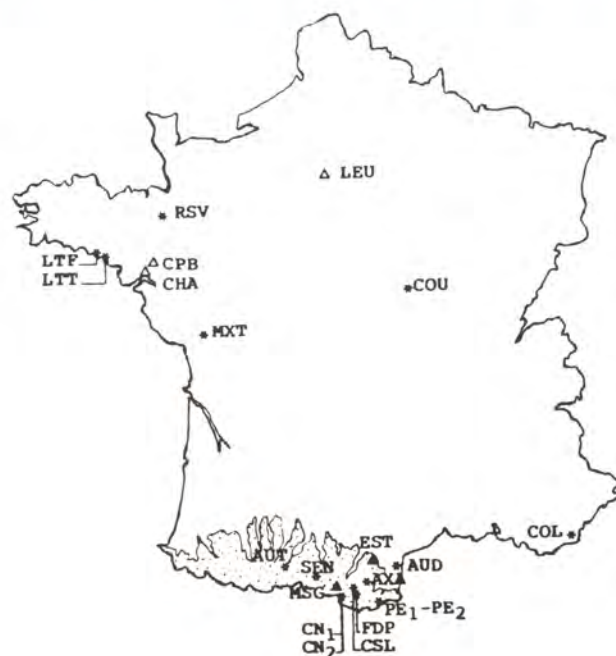 LEU
RSV
LTF
CPB
LTT
CHA
COU
MXT
COL
EST
AUT
AUD
SEN
AXA
MSG
PE1-PE2
CN1
FDP
CN2
CSL